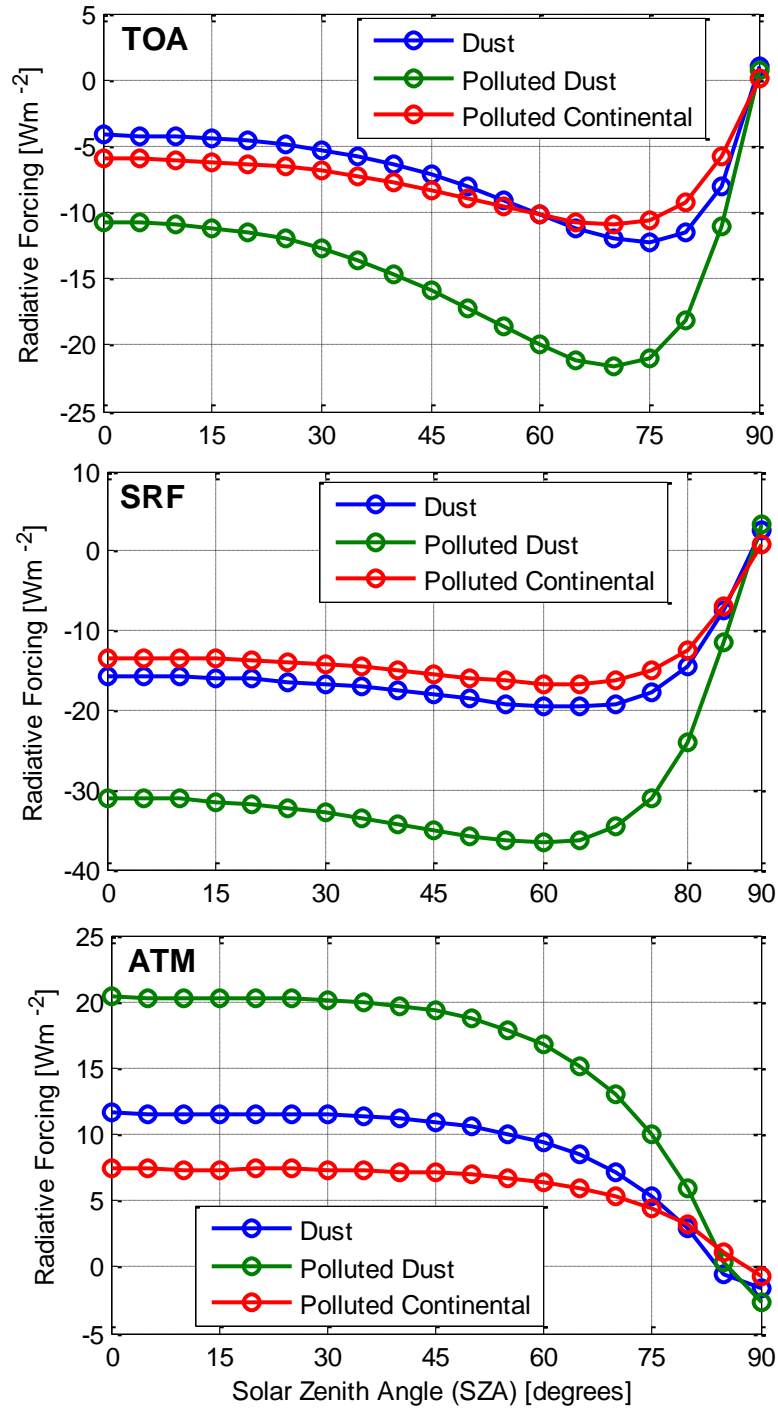 TOA
Dust
Polluted Dust
Polluted Continental
Radiative Forcing [Wm -2]
5
0
-5
-10
-15
-20
-25
0 15 30 45 60 75 90
SRF
Dust
Polluted Dust
Polluted Continental
Radiative Forcing [Wm -2]
10
0
-10
-20
-30
-40
0 15 30 45 60 80 90
ATM
Dust
Polluted Dust
Polluted Continental
Radiative Forcing [Wm -2]
25
20
15
10
5
0
-5
0 15 30 45 60 75 90
Solar Zenith Angle (SZA) [degrees]